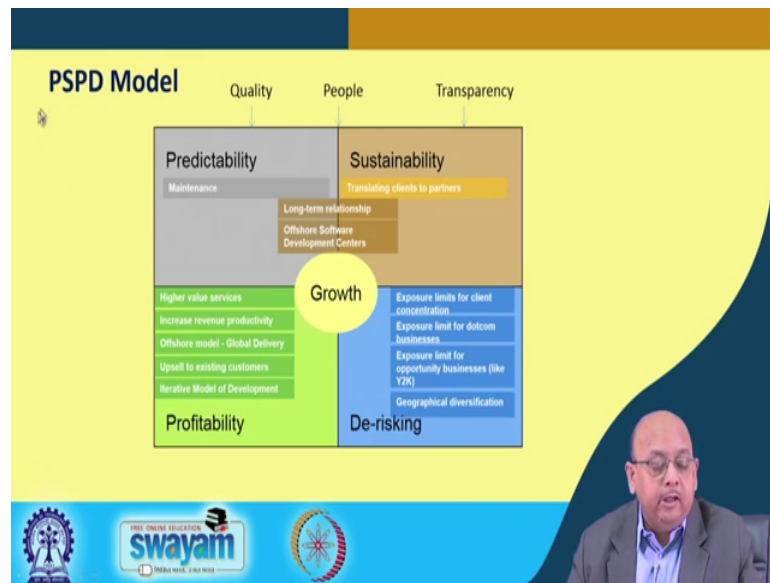 PSPD Model
Quality
People
Transparency
Predictability
Sustainability
Maintenance
Translating clients to partners
Long-term relationship
Offshore Software
Development Centers
Growth
Higher value services
Increase revenue productivity
Offshore model - Global Delivery
Upsell to existing customers
Iterative Model of Development
Exposure limits for client
concentration
Exposure limit for dotcom
businesses
Exposure limit for
opportunity businesses (like
Y2K)
Geographical diversification
Profitability
De-risking
FREE ONLINE EDUCATION
swayam